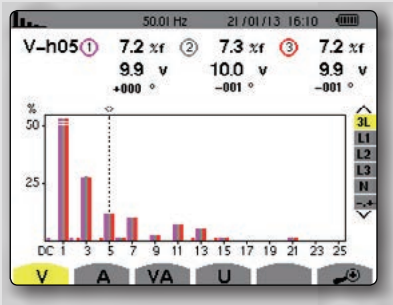 50.01 Hz 21/01/13 16:10
V-h05 1 7.2 %f 2 7.3 %f 3 7.2 %f
9.9 V 10.0 V 9.9 V
+000 ° -001 ° -001 °
%
50
25
DC 1 3 5 7 9 11 13 15 17 19 21 23 25
3L
L1
L2
L3
N
-.+
V A VA U